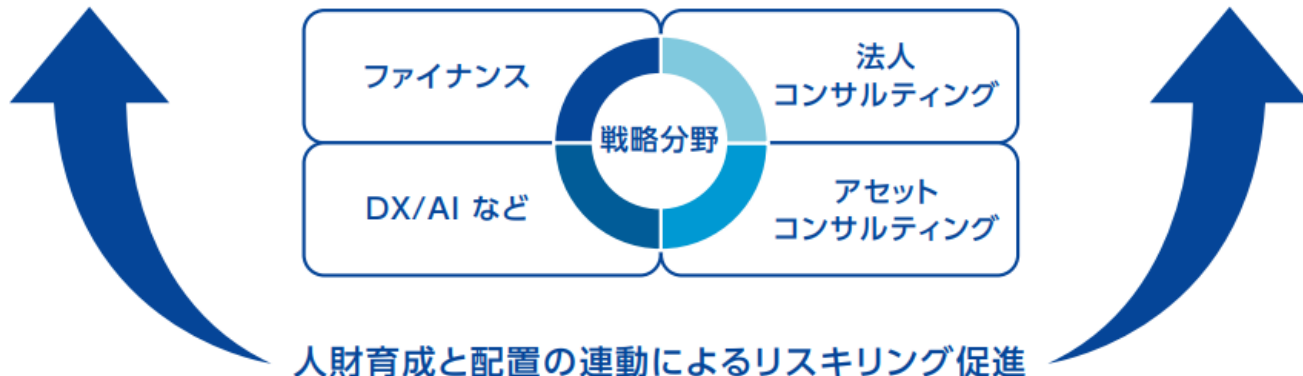 ファイナンス
法人
コンサルティング
戦略分野
DX/AI など
アセット
コンサルティング
人財育成と配置の連動によるリスキリング促進